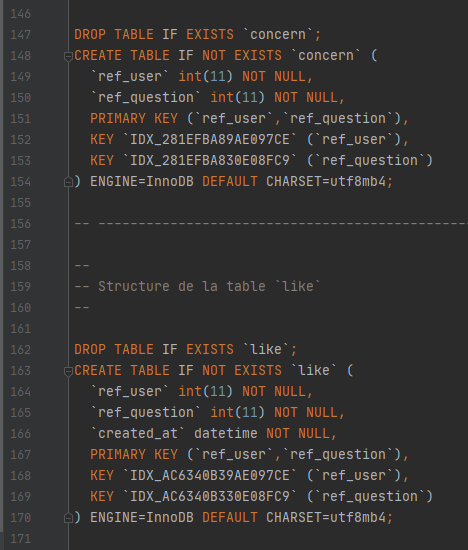 146
147 DROP TABLE IF EXISTS `concern`;
148 CREATE TABLE IF NOT EXISTS `concern` (
149   `ref_user` int(11) NOT NULL,
150   `ref_question` int(11) NOT NULL,
151   PRIMARY KEY (`ref_user`,`ref_question`),
152   KEY `IDX_281EFBA89AE097CE` (`ref_user`),
153   KEY `IDX_281EFBA830E08FC9` (`ref_question`)
154 ) ENGINE=InnoDB DEFAULT CHARSET=utf8mb4;
155
156 -- ----------------------------------------------
157
158 --
159 -- Structure de la table `like`
160 --
161
162 DROP TABLE IF EXISTS `like`;
163 CREATE TABLE IF NOT EXISTS `like` (
164   `ref_user` int(11) NOT NULL,
165   `ref_question` int(11) NOT NULL,
166   `created_at` datetime NOT NULL,
167   PRIMARY KEY (`ref_user`,`ref_question`),
168   KEY `IDX_AC6340B39AE097CE` (`ref_user`),
169   KEY `IDX_AC6340B330E08FC9` (`ref_question`)
170 ) ENGINE=InnoDB DEFAULT CHARSET=utf8mb4;
171